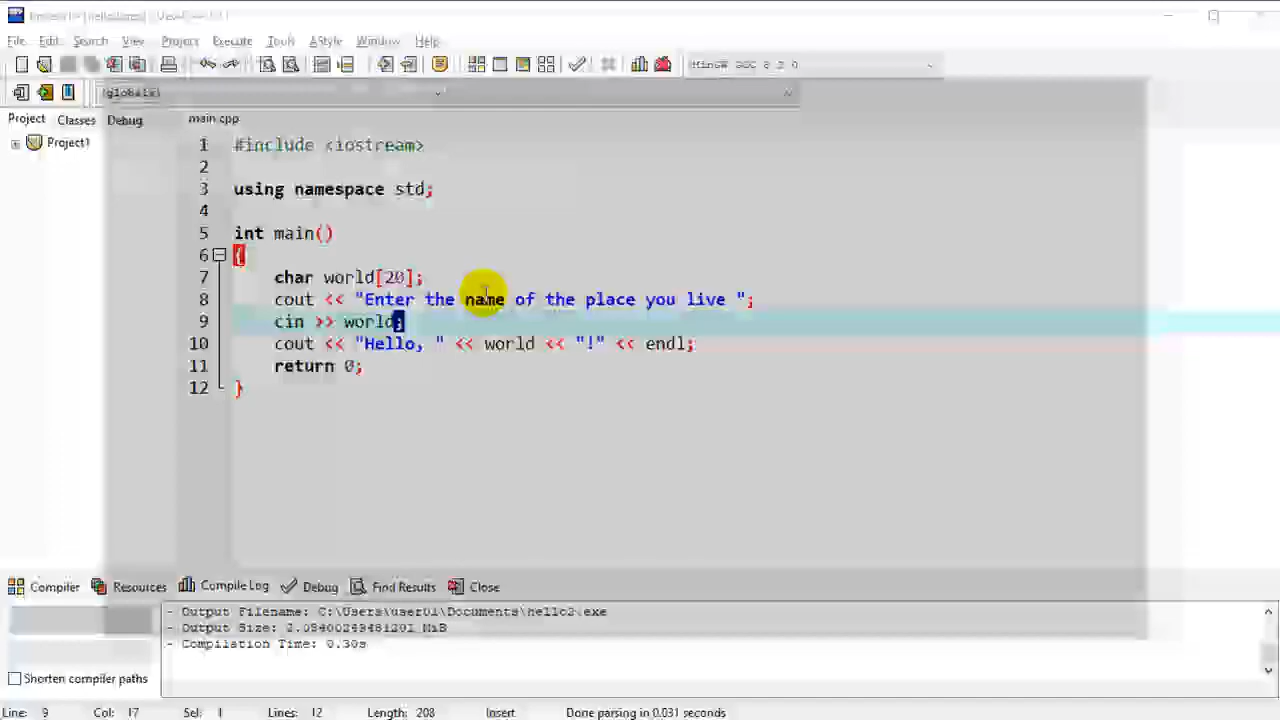 File Edit Search View Project Execute Tools AStyle Window Help
MinGW GCC
(globals)
Project Classes Debug
main.cpp
Project1
1 #include <iostream>
2
3 using namespace std;
4
5 int main()
6 {
7 char world[20];
8 cout << "Enter the name of the place you live ";
9 cin >> world;
10 cout << "Hello, " << world << "!" << endl;
11 return 0;
12 }
Compiler Resources Compile Log Debug Find Results Close
- Output Filename: C:\Users\user01\Documents\hello2.exe
- Output Size:
- Compilation Time: 0.30s
Shorten compiler paths
Line: 9 Col: 17 Sel: 1 Lines: 12 Length: 208 Insert Done parsing in 0.031 seconds